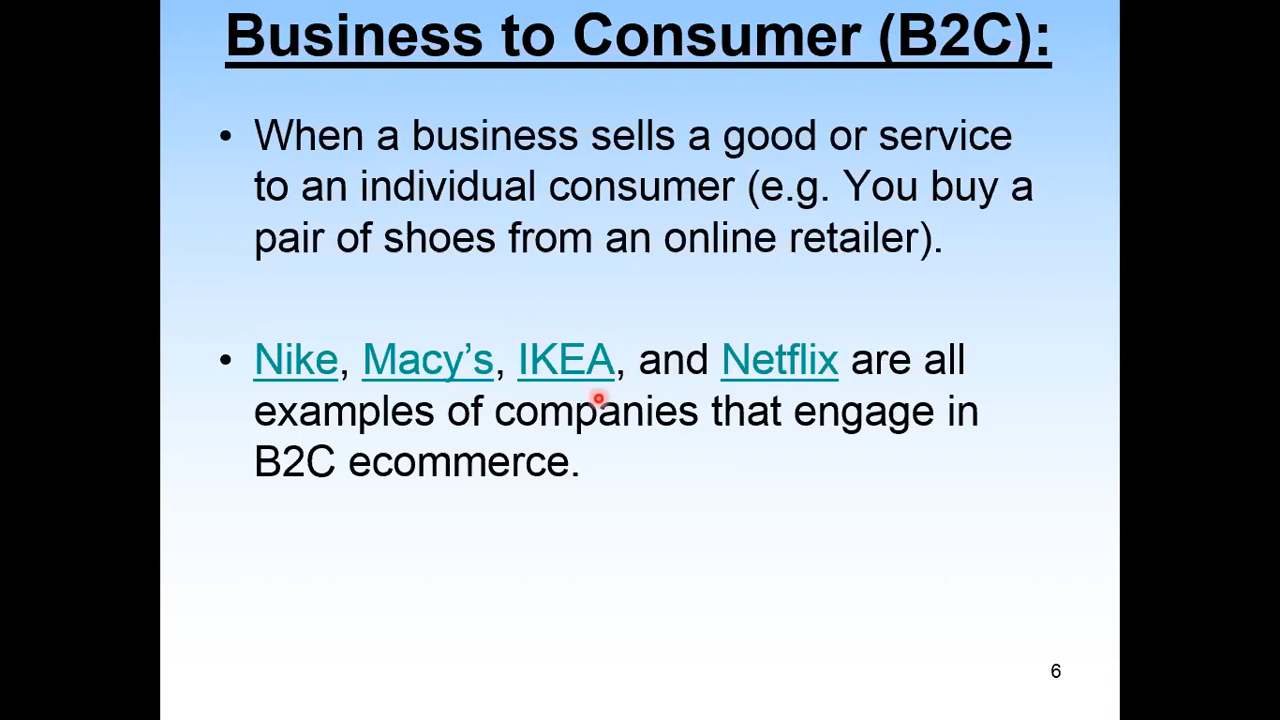 Business to Consumer (B2C):
• When a business sells a good or service
to an individual consumer (e.g. You buy a
pair of shoes from an online retailer).
• Nike, Macy’s, IKEA, and Netflix are all
examples of companies that engage in
B2C ecommerce.
6